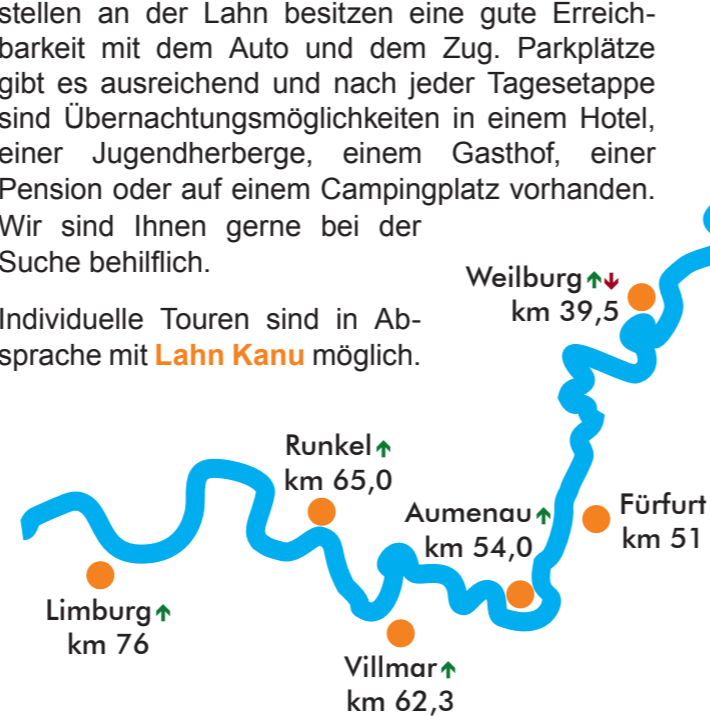 stellen an der Lahn besitzen eine gute Erreich-
barkeit mit dem Auto und dem Zug. Parkplätze
gibt es ausreichend und nach jeder Tagesetappe
sind Übernachtungsmöglichkeiten in einem Hotel,
einer Jugendherberge, einem Gasthof, einer
Pension oder auf einem Campingplatz vorhanden.
Wir sind Ihnen gerne bei der
Suche behilflich.
Individuelle Touren sind in Ab-
sprache mit Lahn Kanu möglich.
Weilburg
km 39,5
Runkel
km 65,0
Aumenau
km 54,0
Fürfurt
km 51
Limburg
km 76
Villmar
km 62,3